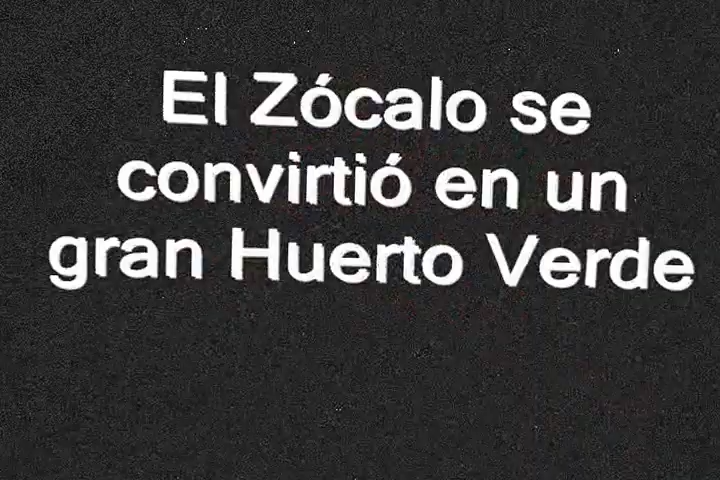 El Zócalo se
convirtió en un
gran Huerto Verde